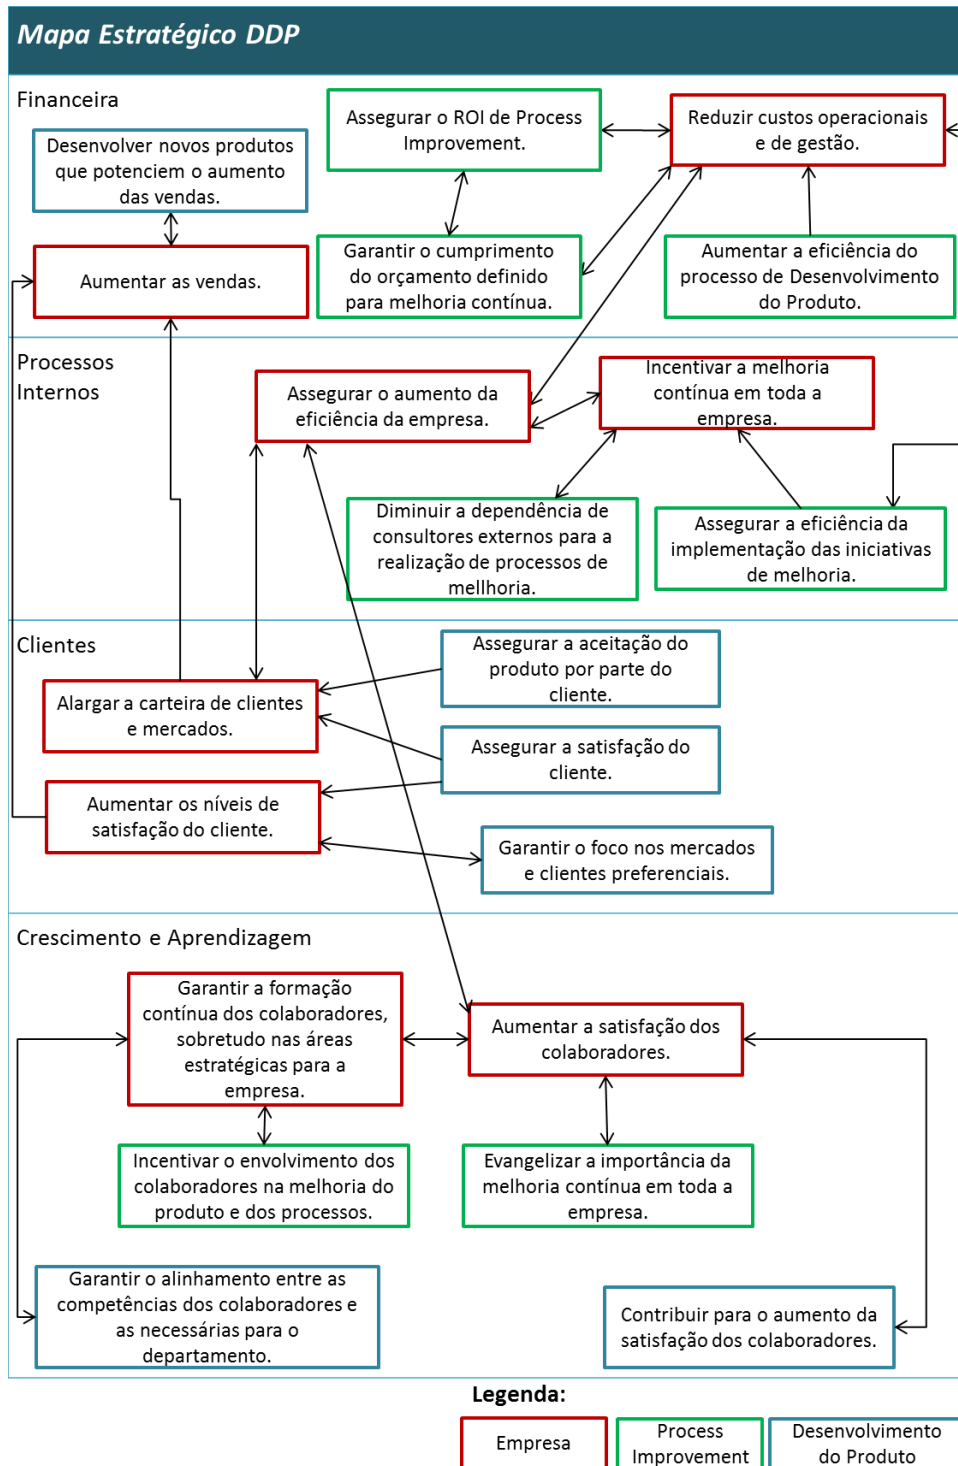 Mapa Estratégico DDP
Financeira
Assegurar o ROI de Process
Improvement.
Reduzir custos operacionais
e de gestão.
Desenvolver novos produtos
que potenciem o aumento
das vendas.
Aumentar as vendas.
Garantir o cumprimento
do orçamento definido
para melhoria contínua.
Aumentar a eficiência do
processo de Desenvolvimento
do Produto.
Processos
Internos
Assegurar o aumento da
eficiência da empresa.
Incentivar a melhoria
contínua em toda a
empresa.
Diminuir a dependência de
consultores externos para a
realização de processos de
mellhoria.
Assegurar a eficiência da
implementação das iniciativas
de melhoria.
Clientes
Assegurar a aceitação do
produto por parte do
cliente.
Alargar a carteira de clientes
e mercados.
Assegurar a satisfação do
cliente.
Aumentar os níveis de
satisfação do cliente.
Garantir o foco nos mercados
e clientes preferenciais.
Crescimento e Aprendizagem
Garantir a formação
contínua dos colaboradores,
sobretudo nas áreas
estratégicas para a
empresa.
Aumentar a satisfação dos
colaboradores.
Incentivar o envolvimento dos
colaboradores na melhoria do
produto e dos processos.
Evangelizar a importância da
melhoria contínua em toda a
empresa.
Garantir o alinhamento entre as
competências dos colaboradores e
as necessárias para o
departamento.
Contribuir para o aumento da
satisfação dos colaboradores.
Legenda:
Empresa
Process
Improvement
Desenvolvimento
do Produto